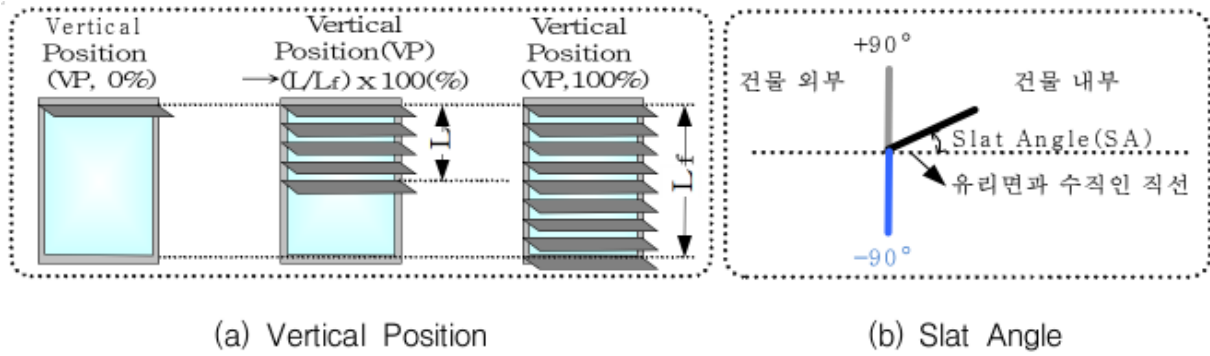 Vertical
Position
(VP, 0%)
Vertical
Position(VP)
→(L/Lf) x 100(%)
L
Vertical
Position
(VP,100%)
Lf
(a) Vertical Position
+90°
건물 외부
건물 내부
Slat Angle(SA)
유리면과 수직인 직선
-90°
(b) Slat Angle